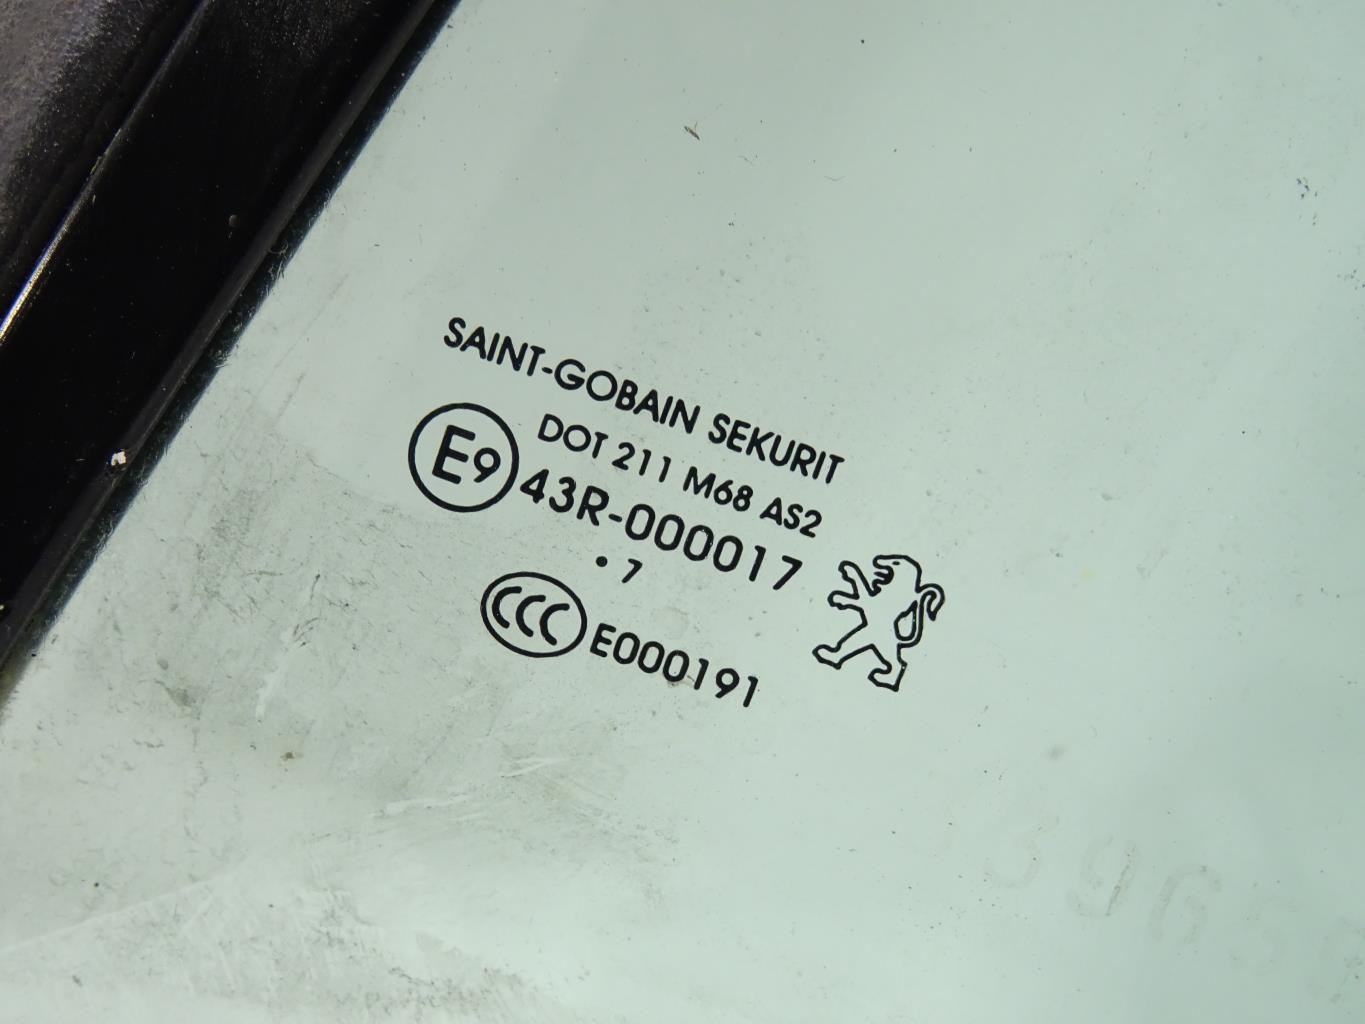 SAINT-GOBAIN SEKURIT
DOT 211 M68 AS2
E9 43R-000017
. 7
CCC E000191